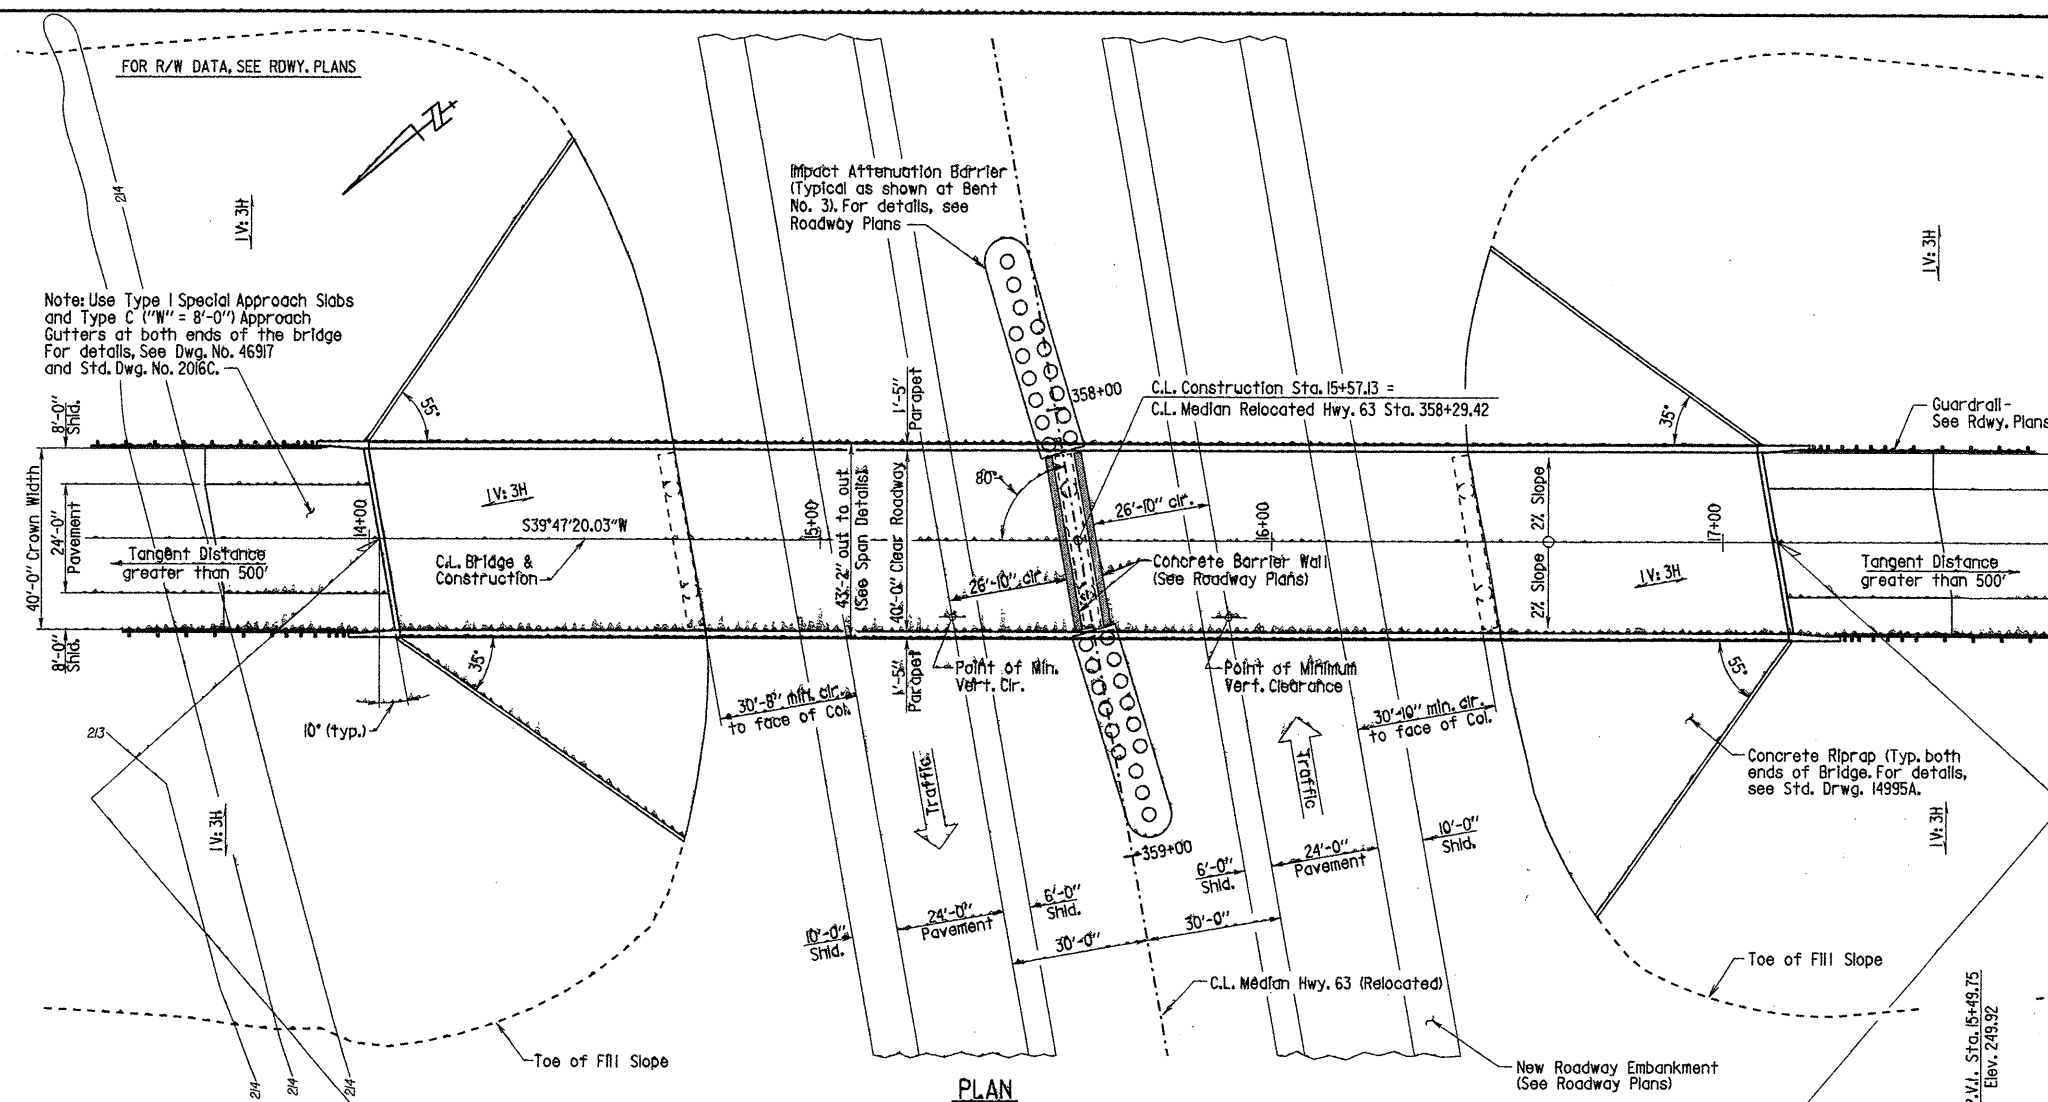 FOR R/W DATA, SEE RDWY. PLANS
N
214
1V: 3H
Impact Attenuation Barrier
(Typical as shown at Bent
No. 3). For details, see
Roadway Plans
1V: 3H
Note: Use Type 1 Special Approach Slabs
and Type C ("W" = 8'-0") Approach
Gutters at both ends of the bridge
For details, See Dwg. No. 46917
and Std. Dwg. No. 2016C.
358+00
C.L. Construction Sta. 15+57.13 =
C.L. Median Relocated Hwy. 63 Sta. 358+29.42
55°
35°
1'-5"
Parapet
8'-0"
Shld.
Guardrail-
See Rdwy. Plans
40'-0" Crown Width
24'-0"
Pavement
14+00
1V: 3H
S39°47'20.03"W
15+00
43'-2" out to out
(See Span Details)
40'-0" Clear Roadway
80°
26'-10" clr.
16+00
2% Slope
2% Slope
17+00
Tangent Distance
greater than 500'
C.L. Bridge &
Construction
26'-10" clr.
Concrete Barrier Wall
(See Roadway Plans)
1V: 3H
Tangent Distance
greater than 500'
8'-0"
Shld.
35°
1'-5"
Parapet
Point of Min.
Vert. Clr.
Point of Minimum
Vert. Clearance
55°
30'-8" min. clr.
to face of Col.
30'-10" min. clr.
to face of Col.
10° (typ.)
213
Traffic
Traffic
Concrete Riprap (Typ. both
ends of Bridge. For details,
see Std. Drwg. 14995A.
1V: 3H
1V: 3H
359+00
10'-0"
Shld.
24'-0"
Pavement
6'-0"
Shld.
6'-0"
Shld.
24'-0"
Pavement
10'-0"
Shld.
30'-0"
30'-0"
C.L. Median Hwy. 63 (Relocated)
Toe of Fill Slope
Toe of Fill Slope
New Roadway Embankment
(See Roadway Plans)
214
214
214
P.V.I. Sta. 15+49.75
Elev. 249.92
PLAN